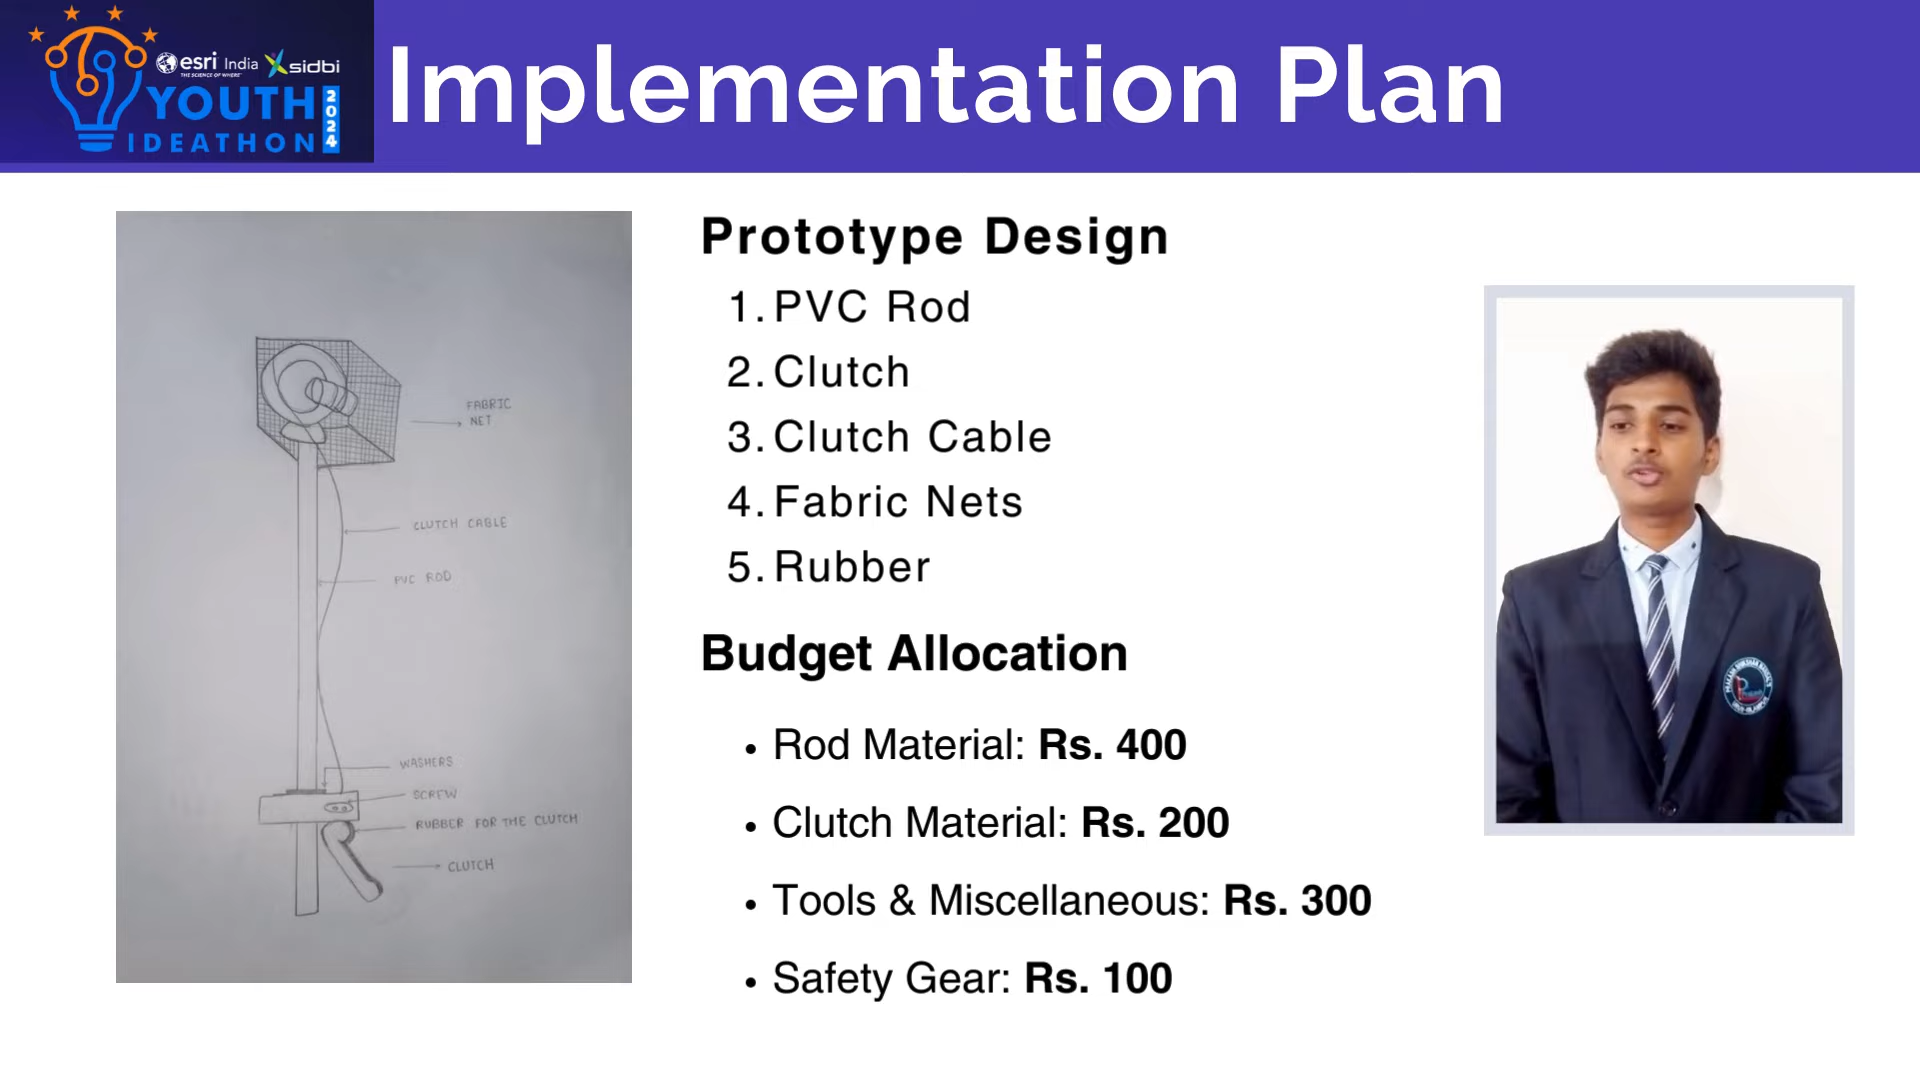 esri India
THE SCIENCE OF WHERE
sidbi
YOUTH
IDEATHON
2024
Implementation Plan
FABRIC
NET
CLUTCH CABLE
PVC ROD
WASHERS
SCREW
RUBBER FOR THE CLUTCH
CLUTCH
Prototype Design
1. PVC Rod
2. Clutch
3. Clutch Cable
4. Fabric Nets
5. Rubber
Budget Allocation
• Rod Material: Rs. 400
• Clutch Material: Rs. 200
• Tools & Miscellaneous: Rs. 300
• Safety Gear: Rs. 100